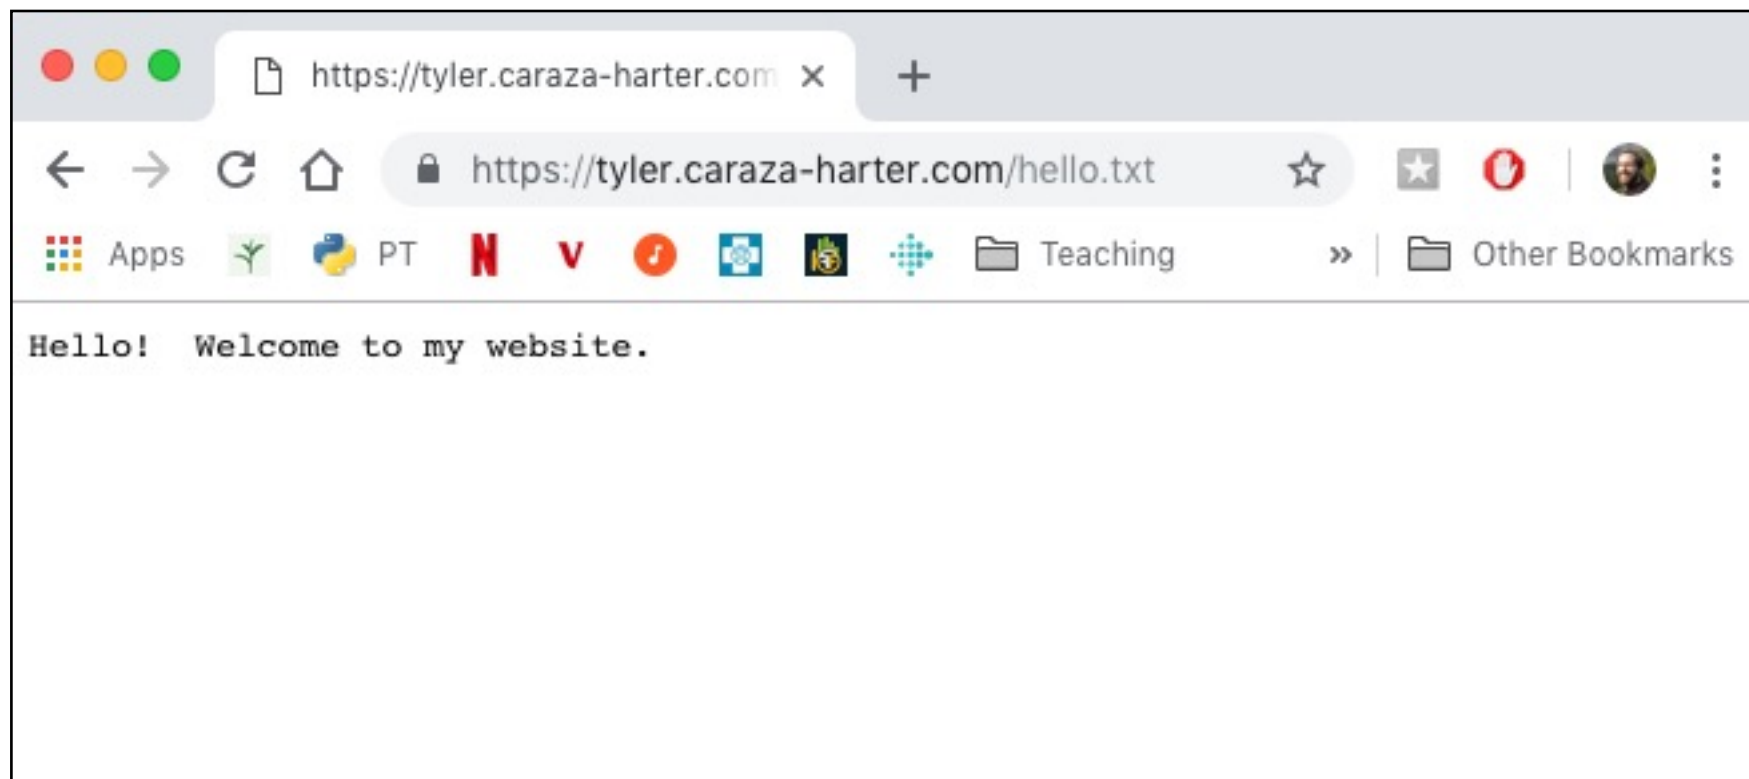 https://tyler.caraza-harter.com
https://tyler.caraza-harter.com/hello.txt
Apps PT N V Teaching » Other Bookmarks
Hello!  Welcome to my website.